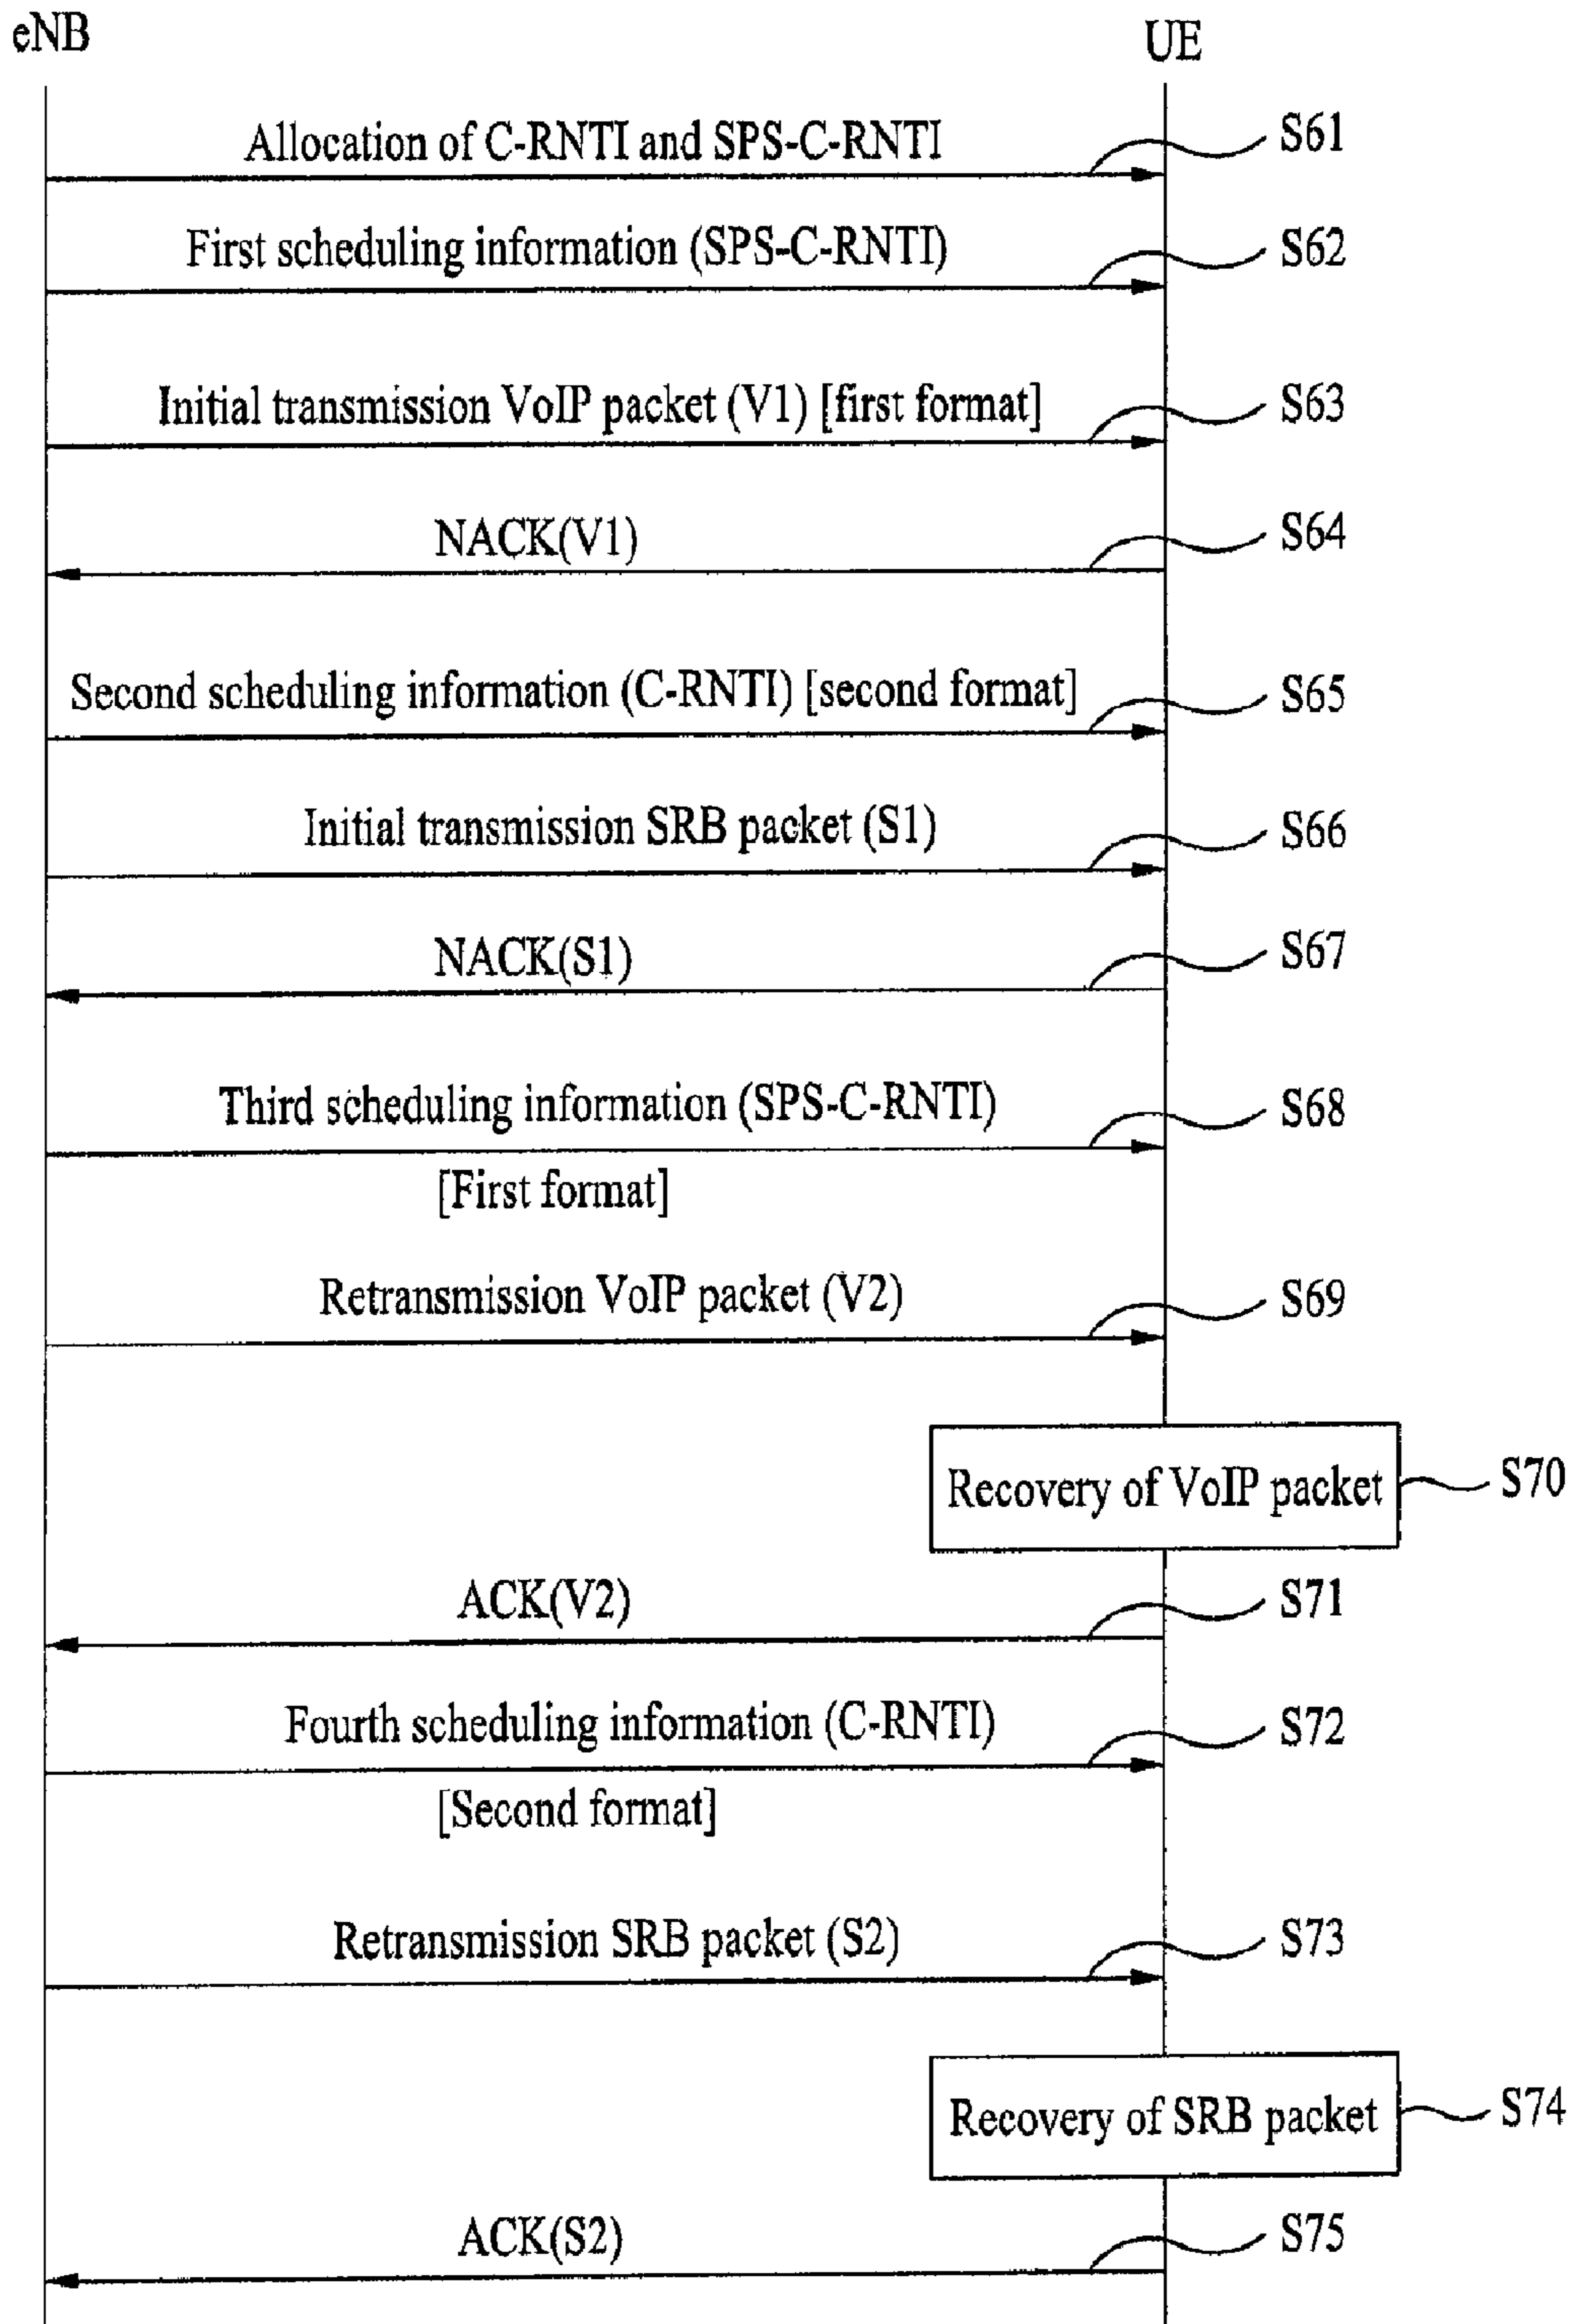 eNB
UE
Allocation of C-RNTI and SPS-C-RNTI
S61
First scheduling information (SPS-C-RNTI)
S62
Initial transmission VoIP packet (V1) [first format]
S63
NACK(V1)
S64
Second scheduling information (C-RNTI) [second format]
S65
Initial transmission SRB packet (S1)
S66
NACK(S1)
S67
Third scheduling information (SPS-C-RNTI)
S68
[First format]
Retransmission VoIP packet (V2)
S69
Recovery of VoIP packet
S70
ACK(V2)
S71
Fourth scheduling information (C-RNTI)
S72
[Second format]
Retransmission SRB packet (S2)
S73
Recovery of SRB packet
S74
ACK(S2)
S75